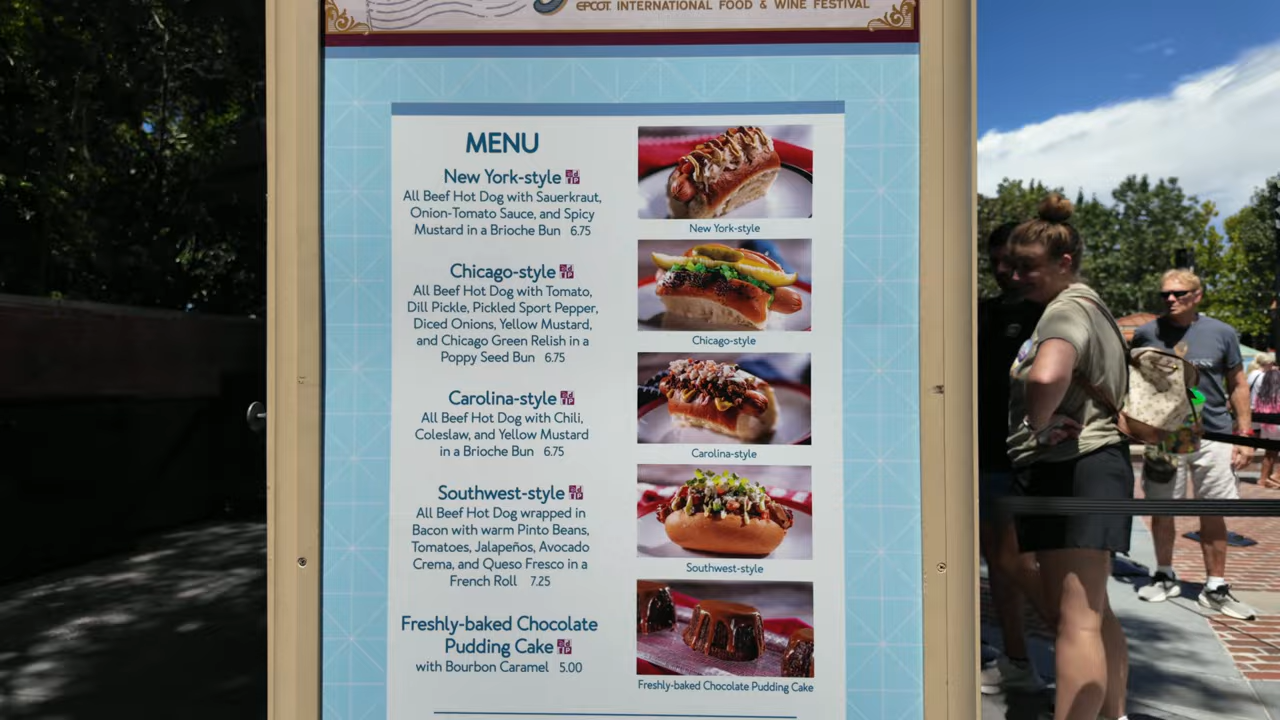 EPCOT INTERNATIONAL FOOD & WINE FESTIVAL
MENU
New York-style
All Beef Hot Dog with Sauerkraut,
Onion-Tomato Sauce, and Spicy
Mustard in a Brioche Bun 6.75
Chicago-style
All Beef Hot Dog with Tomato,
Dill Pickle, Pickled Sport Pepper,
Diced Onions, Yellow Mustard,
and Chicago Green Relish in a
Poppy Seed Bun 6.75
Carolina-style
All Beef Hot Dog with Chili,
Coleslaw, and Yellow Mustard
in a Brioche Bun 6.75
Southwest-style
All Beef Hot Dog wrapped in
Bacon with warm Pinto Beans,
Tomatoes, Jalapeños, Avocado
Crema, and Queso Fresco in a
French Roll 7.25
Freshly-baked Chocolate
Pudding Cake
with Bourbon Caramel 5.00
New York-style
Chicago-style
Carolina-style
Southwest-style
Freshly-baked Chocolate Pudding Cake